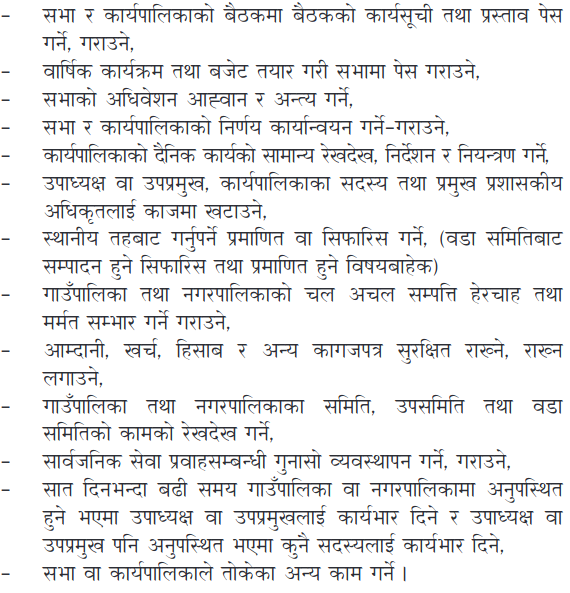 – सभा र कार्यपालिकाको बैठकमा बैठकको कार्यसूची तथा प्रस्ताव पेस
गर्ने, गराउने,
– वार्षिक कार्यक्रम तथा बजेट तयार गरी सभामा पेस गराउने,
– सभाको अधिवेशन आह्वान र अन्त्य गर्ने,
– सभा र कार्यपालिकाको निर्णय कार्यान्वयन गर्ने-गराउने,
– कार्यपालिकाको दैनिक कार्यको सामान्य रेखदेख, निर्देशन र नियन्त्रण गर्ने,
– उपाध्यक्ष वा उपप्रमुख, कार्यपालिकाका सदस्य तथा प्रमुख प्रशासकीय
अधिकृतलाई काजमा खटाउने,
– स्थानीय तहबाट गर्नुपर्ने प्रमाणित वा सिफारिस गर्ने, (वडा समितिबाट
सम्पादन हुने सिफारिस तथा प्रमाणित हुने विषयबाहेक)
– गाउँपालिका तथा नगरपालिकाको चल अचल सम्पत्ति हेरचाह तथा
मर्मत सम्भार गर्ने गराउने,
– आम्दानी, खर्च, हिसाब र अन्य कागजपत्र सुरक्षित राख्ने, राख्न
लगाउने,
– गाउँपालिका तथा नगरपालिकाका समिति, उपसमिति तथा वडा
समितिको कामको रेखदेख गर्ने,
– सार्वजनिक सेवा प्रवाहसम्बन्धी गुनासो व्यवस्थापन गर्ने, गराउने,
– सात दिनभन्दा बढी समय गाउँपालिका वा नगरपालिकामा अनुपस्थित
हुने भएमा उपाध्यक्ष वा उपप्रमुखलाई कार्यभार दिने र उपाध्यक्ष वा
उपप्रमुख पनि अनुपस्थित भएमा कुनै सदस्यलाई कार्यभार दिने,
– सभा वा कार्यपालिकाले तोकेका अन्य काम गर्ने ।